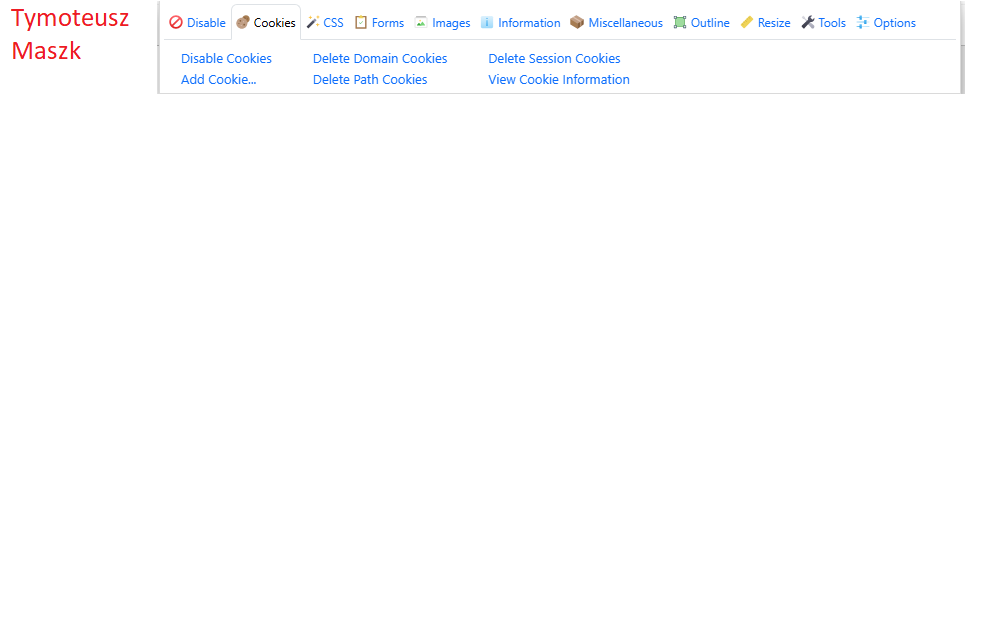 Tymoteusz
Maszk
Disable Cookies CSS Forms Images Information Miscellaneous Outline Resize Tools Options
Disable Cookies Delete Domain Cookies Delete Session Cookies
Add Cookie... Delete Path Cookies View Cookie Information